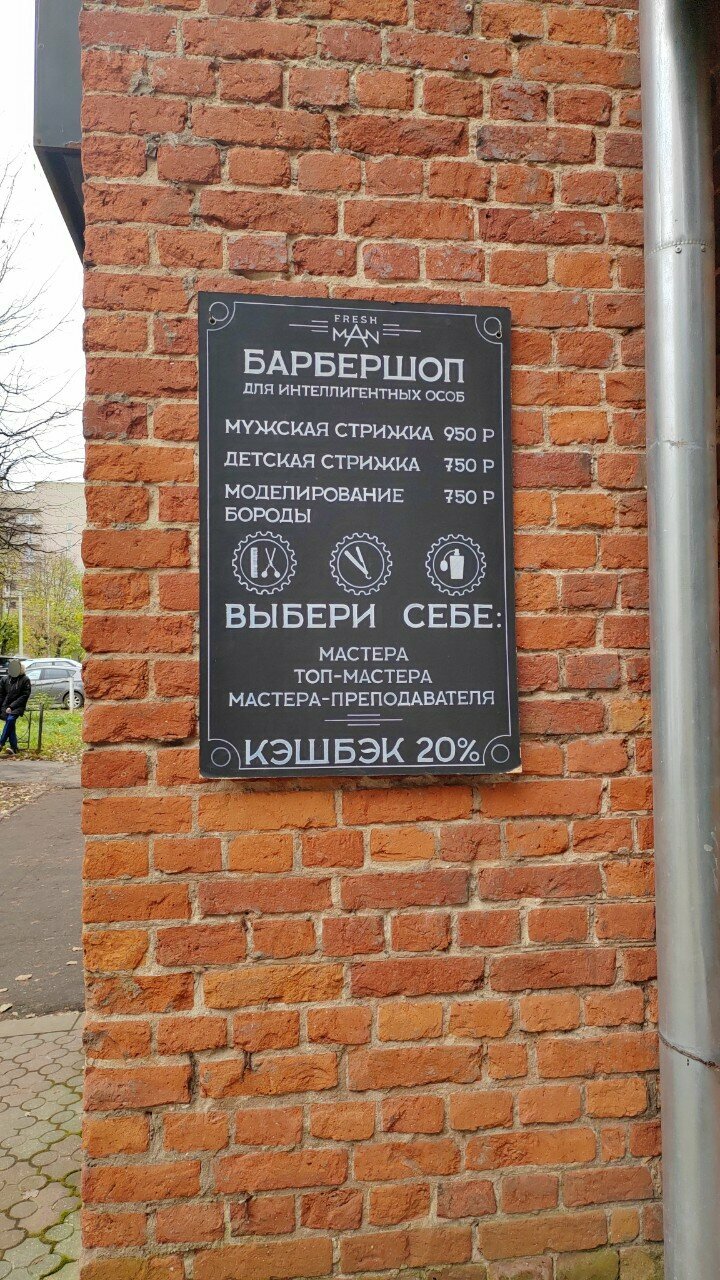 FRESH
MAN
БАРБЕРШОП
ДЛЯ ИНТЕЛЛИГЕНТНЫХ ОСОБ
МУЖСКАЯ СТРИЖКА 950 Р
ДЕТСКАЯ СТРИЖКА 750 Р
МОДЕЛИРОВАНИЕ 750 Р
БОРОДЫ
ВЫБЕРИ СЕБЕ:
МАСТЕРА
ТОП-МАСТЕРА
МАСТЕРА-ПРЕПОДАВАТЕЛЯ
КЭШБЭК 20%